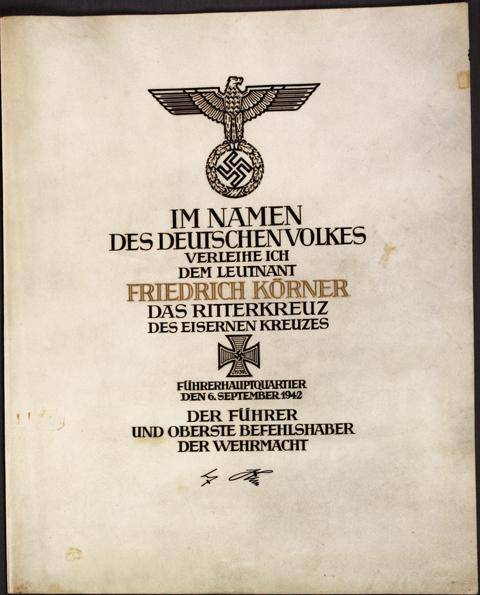 IM NAMEN
DES DEUTSCHEN VOLKES
VERLEIHE ICH
DEM LEUTNANT
FRIEDRICH KÖRNER
DAS RITTERKREUZ
DES EISERNEN KREUZES
1939
FÜHRERHAUPTQUARTIER
DEN 6. SEPTEMBER 1942
DER FÜHRER
UND OBERSTE BEFEHLSHABER
DER WEHRMACHT